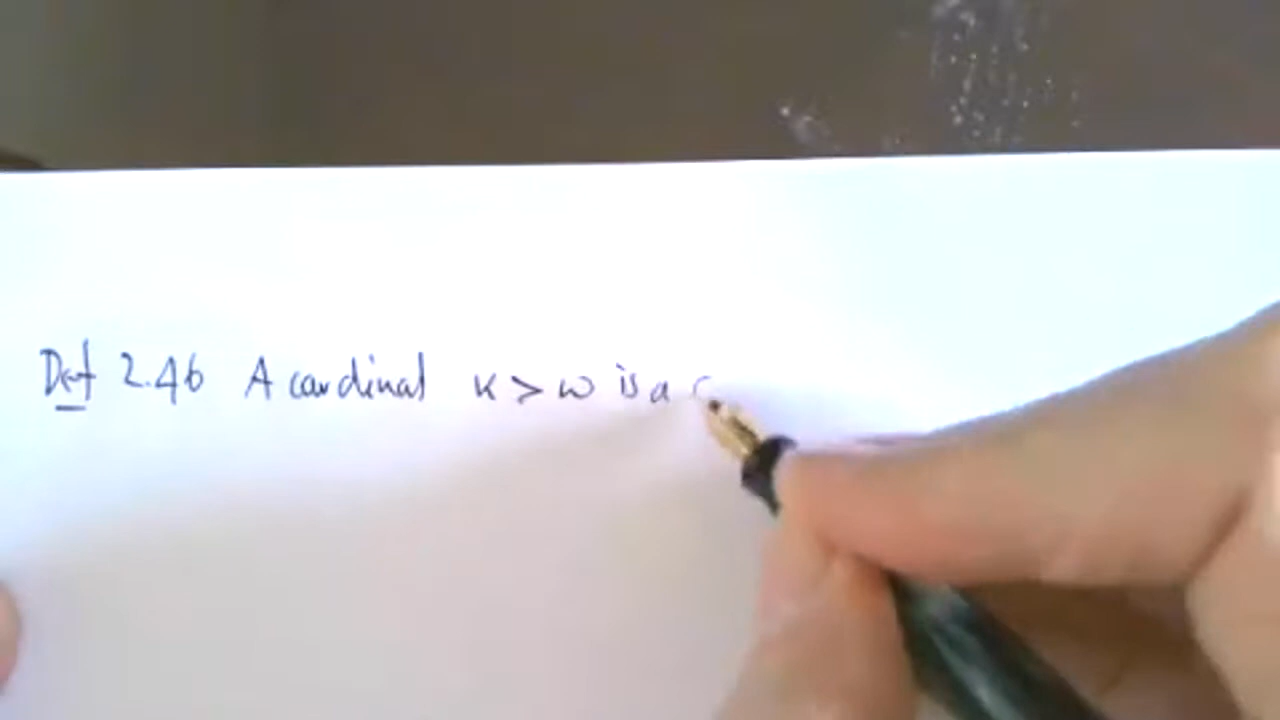 Def 2.46 A cardinal κ > ω is a